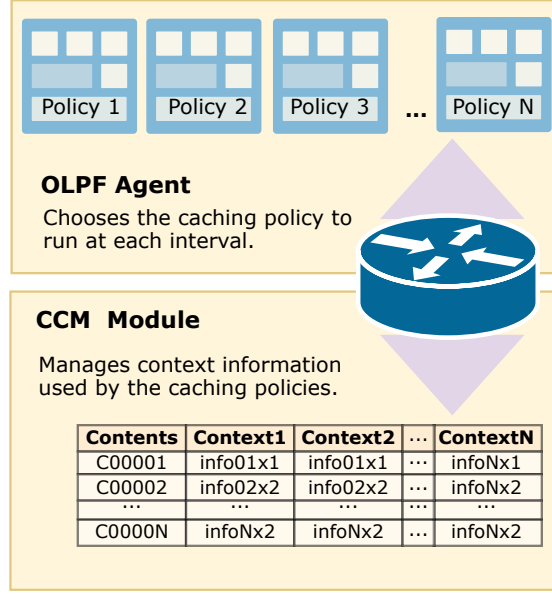 Policy 1 Policy 2 Policy 3 ... Policy N
OLPF Agent
Chooses the caching policy to
run at each interval.
CCM Module
Manages context information
used by the caching policies.
Contents Context1 Context2 ... ContextN
C00001 info01x1 info01x1 ... infoNx1
C00002 info02x2 info02x2 ... infoNx2
... ... ... ... ...
C0000N infoNx2 infoNx2 ... infoNx2